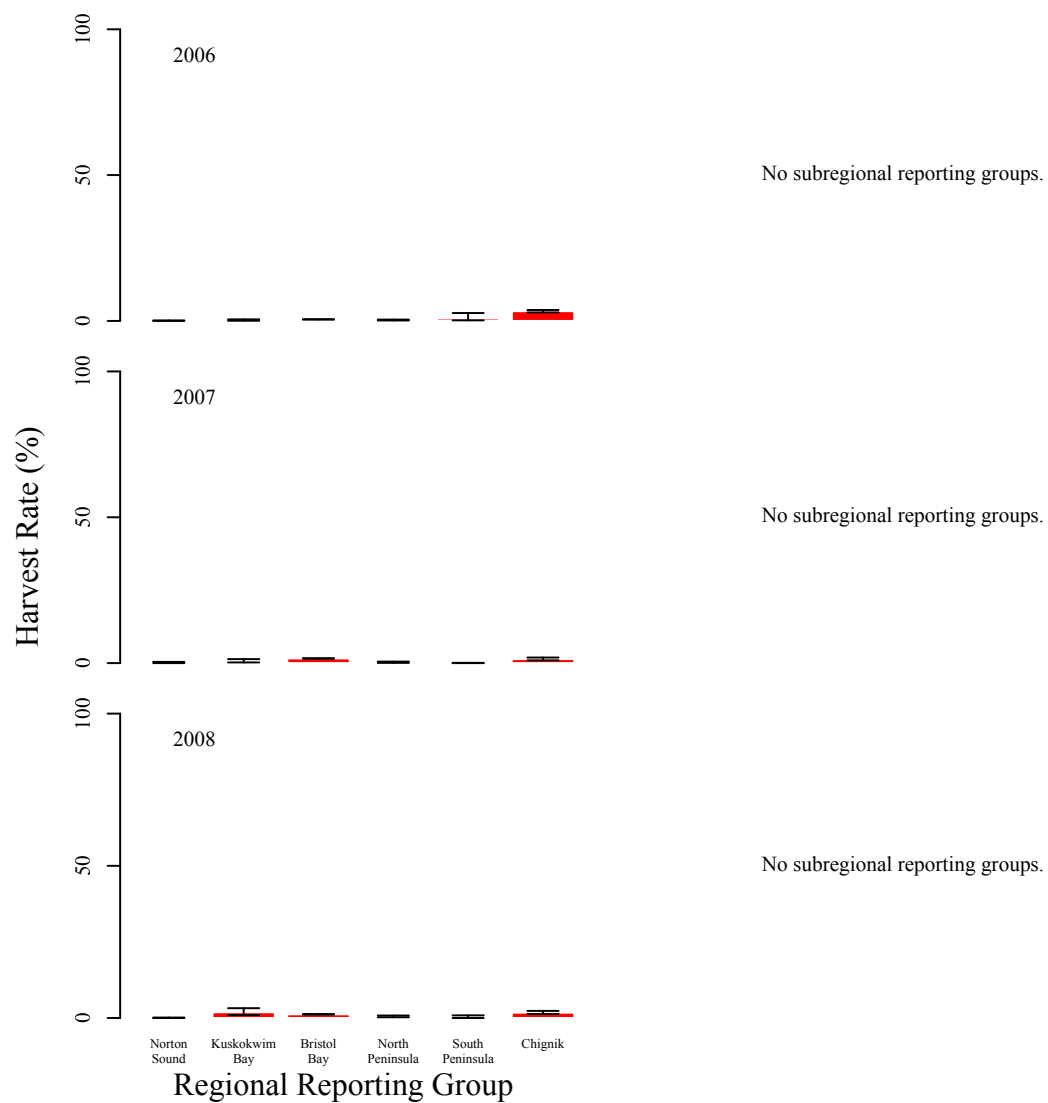 100
2006
50
No subregional reporting groups.
0
100
2007
Harvest Rate (%)
50
No subregional reporting groups.
0
100
2008
50
No subregional reporting groups.
0
Norton Sound
Kuskokwim Bay
Bristol Bay
North Peninsula
South Peninsula
Chignik
Regional Reporting Group